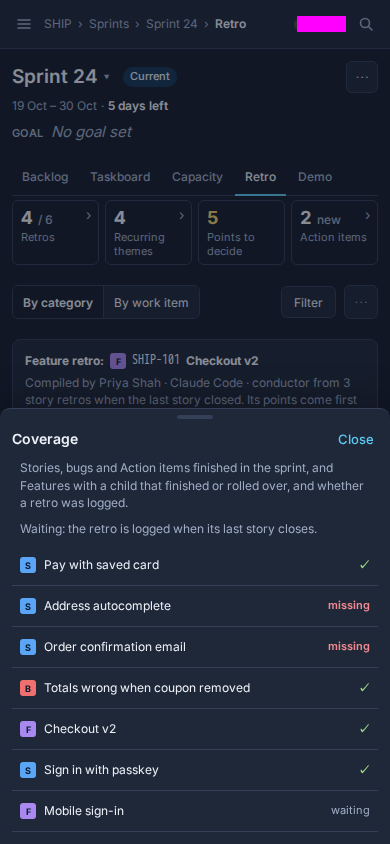 SHIP › Sprints › Sprint 24 › Retro
Sprint 24 ▾ Current ···
19 Oct – 30 Oct · 5 days left
GOAL No goal set
Backlog Taskboard Capacity Retro Demo
4 / 6 ›
Retros
4 ›
Recurring
themes
5
Points to
decide
2 new ›
Action items
By category By work item Filter ···
Feature retro: F SHIP-101 Checkout v2
Compiled by Priya Shah · Claude Code · conductor from 3
story retros when the last story closed. Its points come first
Coverage Close
Stories, bugs and Action items finished in the sprint, and
Features with a child that finished or rolled over, and whether
a retro was logged.
Waiting: the retro is logged when its last story closes.
S Pay with saved card ✓
S Address autocomplete missing
S Order confirmation email missing
B Totals wrong when coupon removed ✓
F Checkout v2 ✓
S Sign in with passkey ✓
F Mobile sign-in waiting